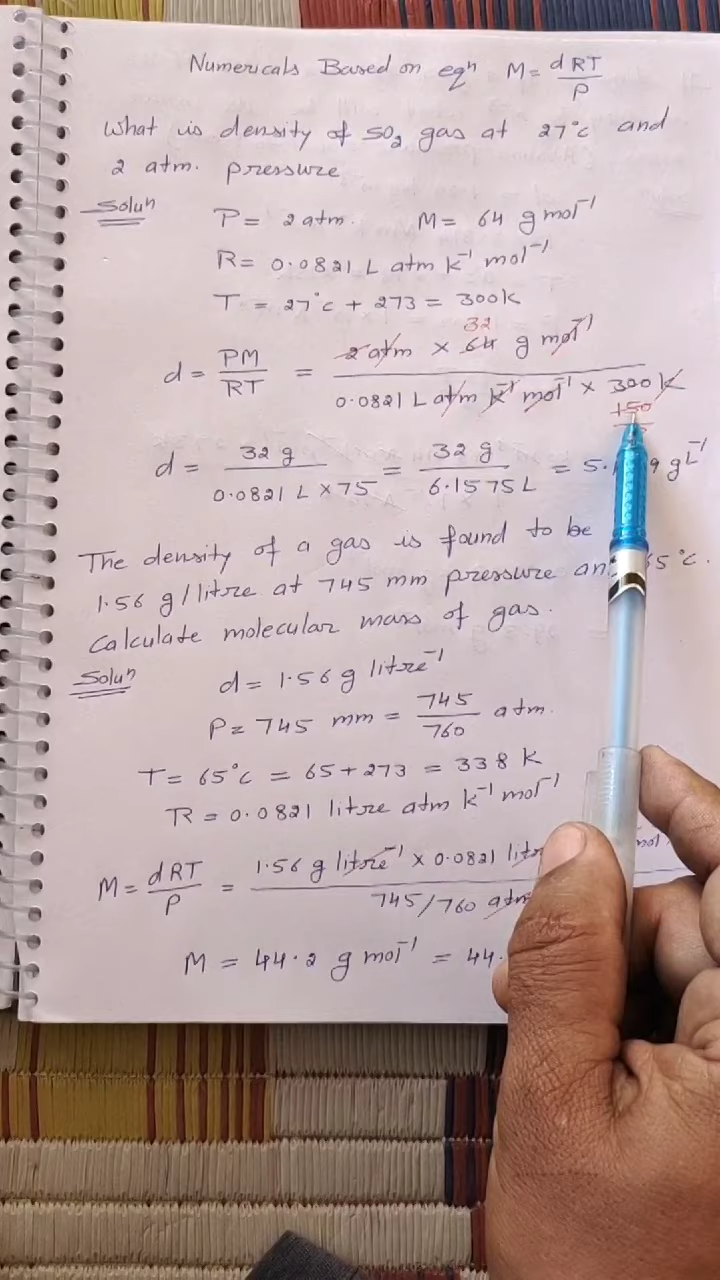 Numericals Based on eqⁿ M = dRT/P
What is density of SO₂ gas at 27°C and
2 atm. pressure
Soluⁿ P = 2 atm. M = 64 g mol⁻¹
R = 0.0821 L atm K⁻¹ mol⁻¹
T = 27°C + 273 = 300K
32
d = PM/RT = 2 atm × 64 g mol⁻¹ / 0.0821 L atm K⁻¹ mol⁻¹ × 300 K
150
d = 32 g / 0.0821 L × 75 = 32 g / 6.1575 L = 5. 9 g L⁻¹
The density of a gas is found to be
1.56 g/litre at 745 mm pressure 5°C.
Calculate molecular mass of gas.
Soluⁿ d = 1.56 g litre⁻¹
P = 745 mm = 745/760 atm.
T = 65°C = 65 + 273 = 338 K
R = 0.0821 litre atm K⁻¹ mol⁻¹
M = dRT/P = 1.56 g litre⁻¹ × 0.0821 / 745/760 atm
M = 44.2 g mol⁻¹ = 44.